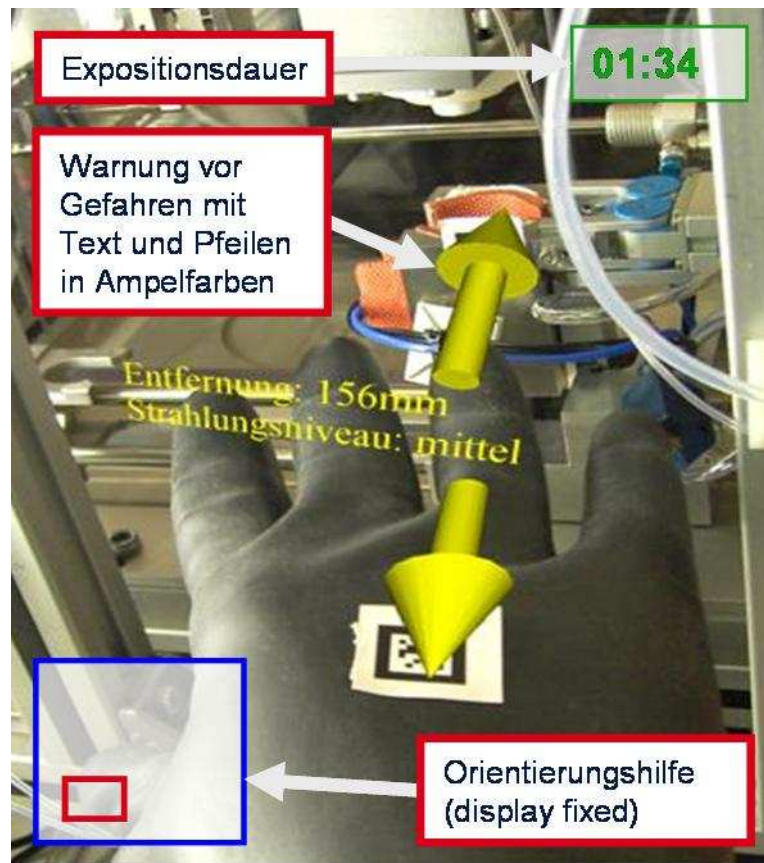 Expositionsdauer
01:34
Warnung vor
Gefahren mit
Text und Pfeilen
in Ampelfarben
Entfernung: 156mm
Strahlungsniveau: mittel
Orientierungshilfe
(display fixed)